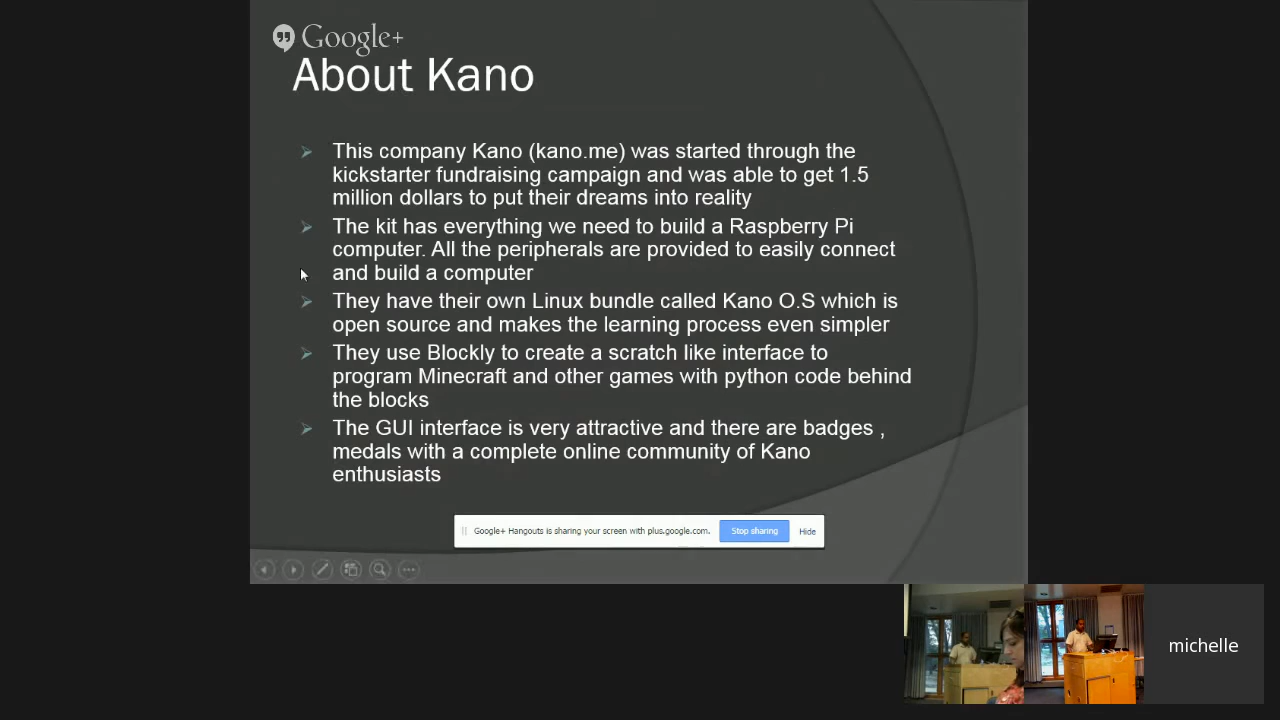 Google+
About Kano
This company Kano (kano.me) was started through the
kickstarter fundraising campaign and was able to get 1.5
million dollars to put their dreams into reality
The kit has everything we need to build a Raspberry Pi
computer. All the peripherals are provided to easily connect
and build a computer
They have their own Linux bundle called Kano O.S which is
open source and makes the learning process even simpler
They use Blockly to create a scratch like interface to
program Minecraft and other games with python code behind
the blocks
The GUI interface is very attractive and there are badges ,
medals with a complete online community of Kano
enthusiasts
Google+ Hangouts is sharing your screen with plus.google.com. Stop sharing Hide
michelle